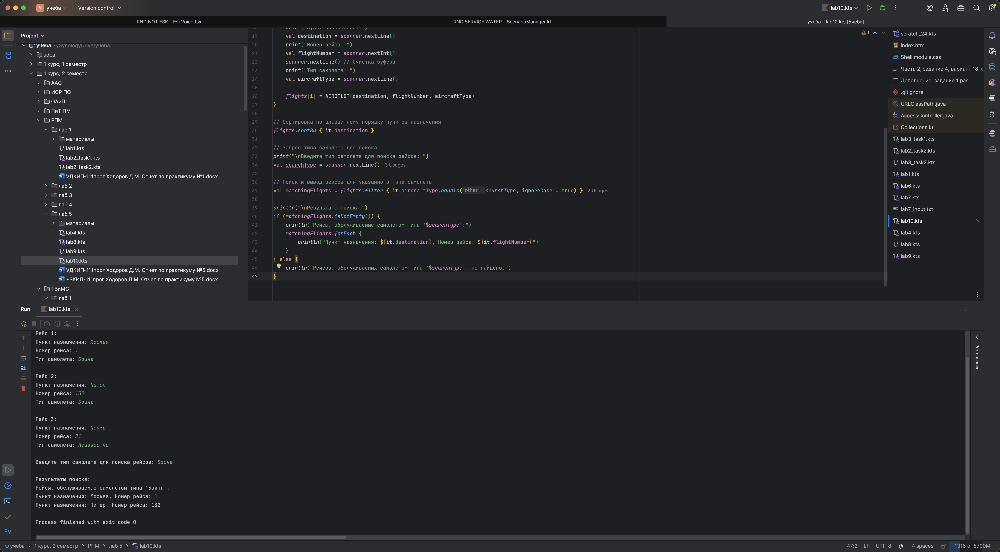 учеба
Version control
lab10.kts
RND.NOT.ESK – EskVoice.tsx
RND.SERVICE.WATER – ScenarioManager.kt
учеба – lab10.kts [Учеба]
Project
учеба ~/SynologyDrive/учеба
.idea
1 курс, 1 семестр
1 курс, 2 семестр
ААС
ИСР ПО
ОАиП
ПиТ ПМ
РПМ
лаб 1
материалы
lab1.kts
lab2_task1.kts
lab2_task2.kts
VДКИП-111прог Ходоров Д.М. Отчет по практикуму №1.docx
лаб 2
лаб 3
лаб 4
лаб 5
материалы
lab4.kts
lab8.kts
lab9.kts
lab10.kts
VДКИП-111прог Ходоров Д.М. Отчет по практикуму №5.docx
~$КИП-111прог Ходоров Д.М. Отчет по практикуму №5.docx
ТВиМС
лаб 1
18 print("Пункт назначения: ")
19 val destination = scanner.nextLine()
20 print("Номер рейса: ")
21 val flightNumber = scanner.nextInt()
22 scanner.nextLine() // Очистка буфера
23 print("Тип самолета: ")
24 val aircraftType = scanner.nextLine()
25
26 flights[i] = AEROFLOT(destination, flightNumber, aircraftType)
27 }
28
29 // Сортировка по алфавитному порядку пунктов назначения
30 flights.sortBy { it.destination }
31
32 // Запрос типа самолета для поиска
33 print("\nВведите тип самолета для поиска рейсов: ")
34 val searchType = scanner.nextLine() 3 Usages
35
36 // Поиск и вывод рейсов для указанного типа самолета
37 val matchingFlights = flights.filter { it.aircraftType.equals( other = searchType, ignoreCase = true) } 2 Usages
38
39 println("\nРезультаты поиска:")
40 if (matchingFlights.isNotEmpty()) {
41 println("Рейсы, обслуживаемые самолетом типа '$searchType':")
42 matchingFlights.forEach {
43 println("Пункт назначения: ${it.destination}, Номер рейса: ${it.flightNumber}")
44 }
45 } else {
46 println("Рейсов, обслуживаемых самолетом типа '$searchType', не найдено.")
47 }
1
scratch_24.kts
index.html
Shell.module.css
Часть 2, задание 4, вариант 18.
Дополнение, задание 1.pas
.gitignore
URLClassPath.java
AccessController.java
Collections.kt
lab3_task1.kts
lab2_task2.kts
lab3_task2.kts
lab1.kts
lab6.kts
lab7.kts
lab7_input.txt
lab10.kts
lab4.kts
lab8.kts
lab9.kts
Run
lab10.kts
Рейс 1:
Пункт назначения: Москва
Номер рейса: 1
Тип самолета: Боинг
Рейс 2:
Пункт назначения: Питер
Номер рейса: 132
Тип самолета: Боинг
Рейс 3:
Пункт назначения: Пермь
Номер рейса: 21
Тип самолета: Неизвестно
Введите тип самолета для поиска рейсов: Боинг
Результаты поиска:
Рейсы, обслуживаемые самолетом типа 'Боинг':
Пункт назначения: Москва, Номер рейса: 1
Пункт назначения: Питер, Номер рейса: 132
Process finished with exit code 0
Performance
учеба > 1 курс, 2 семестр > РПМ > лаб 5 > lab10.kts
47:2 LF UTF-8 4 spaces 1316 of 5700M